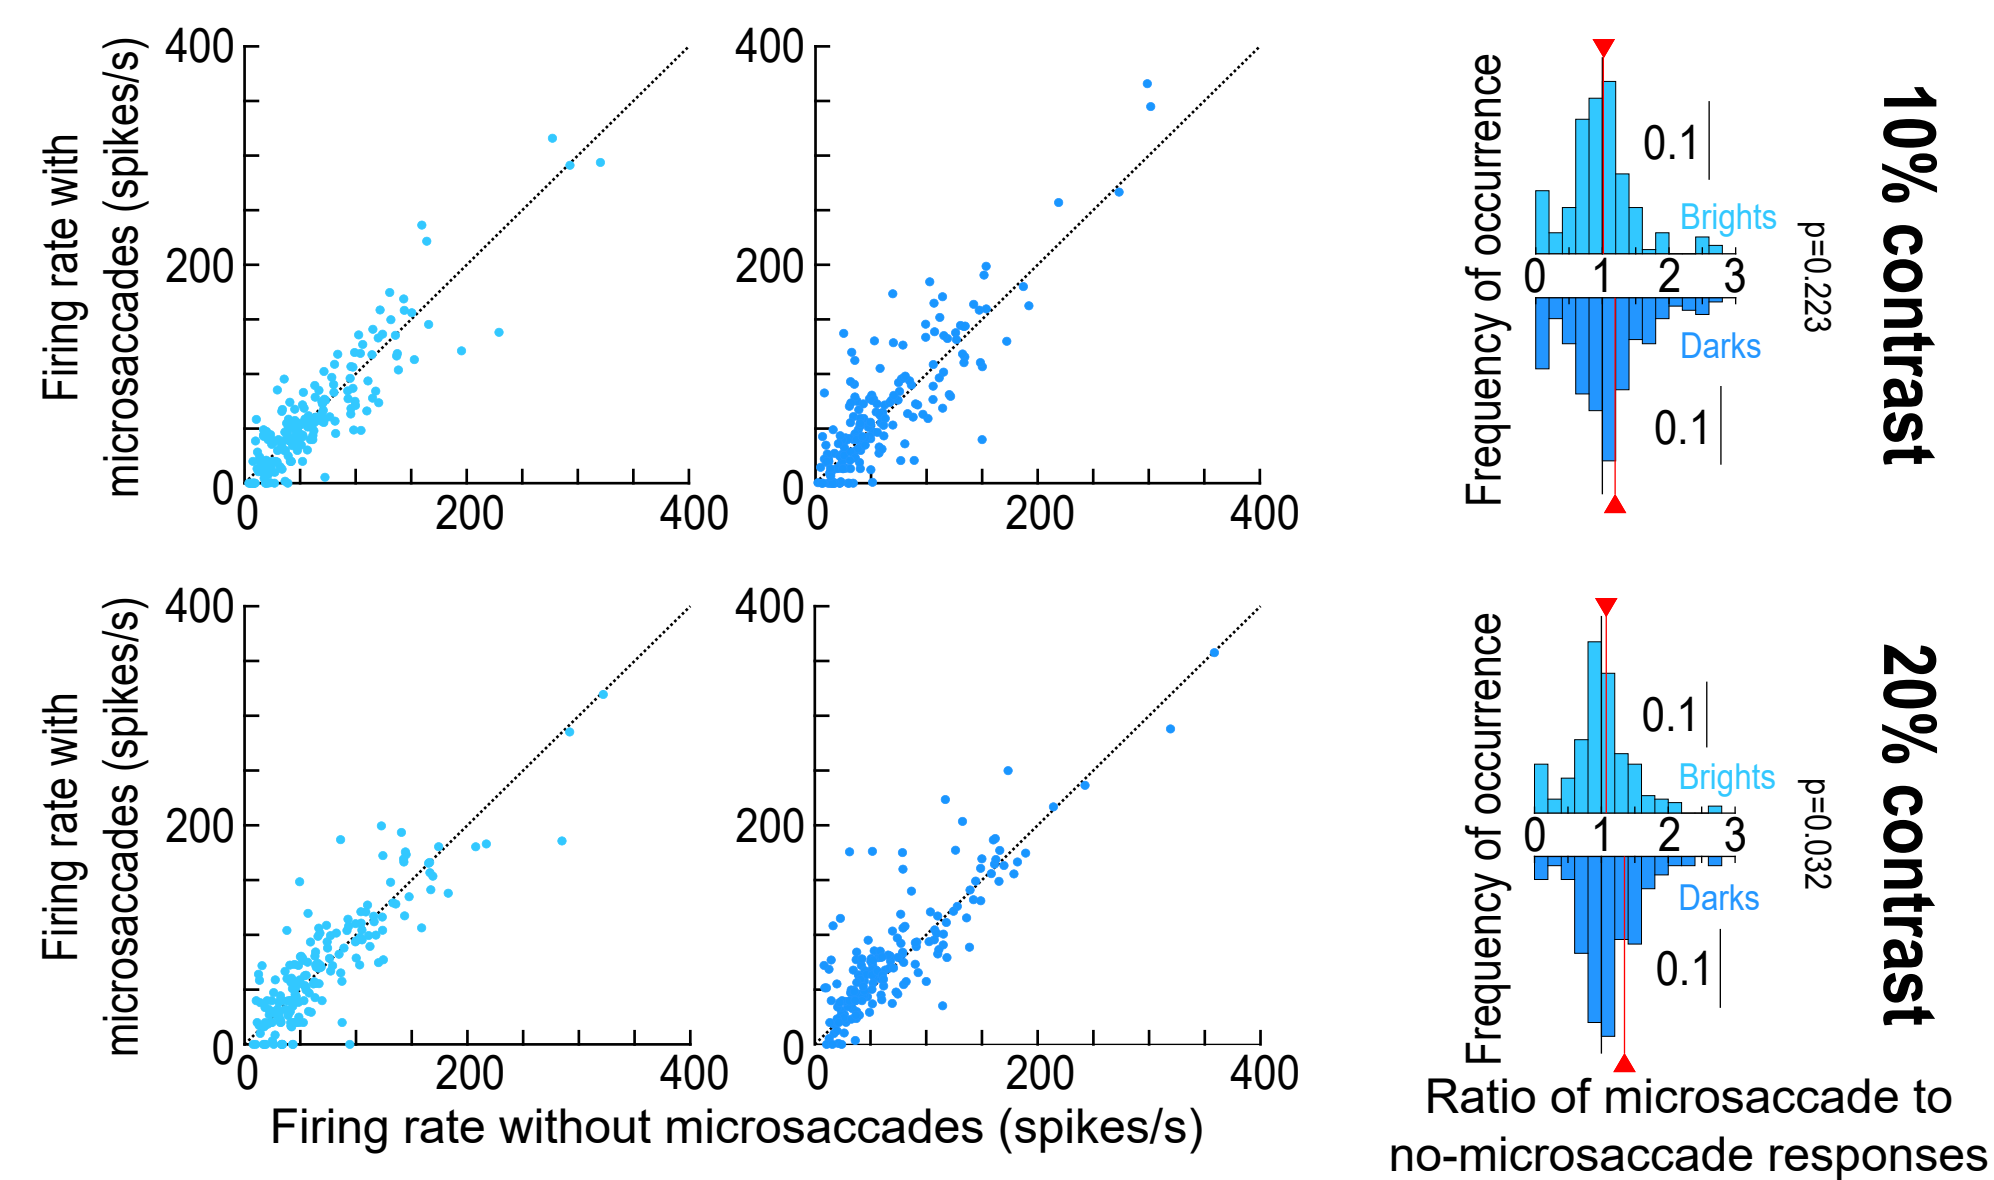 Firing rate with
microsaccades (spikes/s)
400
200
0
0
200
400
400
200
0
0
200
400
Frequency of occurrence
0.1
Brights
0
1
2
3
Darks
0.1
p=0.223
10% contrast
Firing rate with
microsaccades (spikes/s)
400
200
0
0
200
400
400
200
0
0
200
400
Firing rate without microsaccades (spikes/s)
Frequency of occurrence
0.1
Brights
0
1
2
3
Darks
0.1
p=0.032
20% contrast
Ratio of microsaccade to
no-microsaccade responses